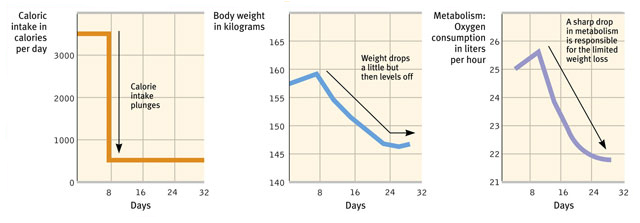 Caloric
intake in
calories
per day
3000
2000
1000
0
Calorie
intake
plunges
8
16
24
32
Days
Body weight
in kilograms
165
160
155
150
145
140
Weight drops
a little but
then levels off
0
8
16
24
32
Days
Metabolism:
Oxygen
consumption
in liters
per hour
26
25
24
23
22
21
A sharp drop
in metabolism
is responsible
for the limited
weight loss
0
8
16
24
32
Days